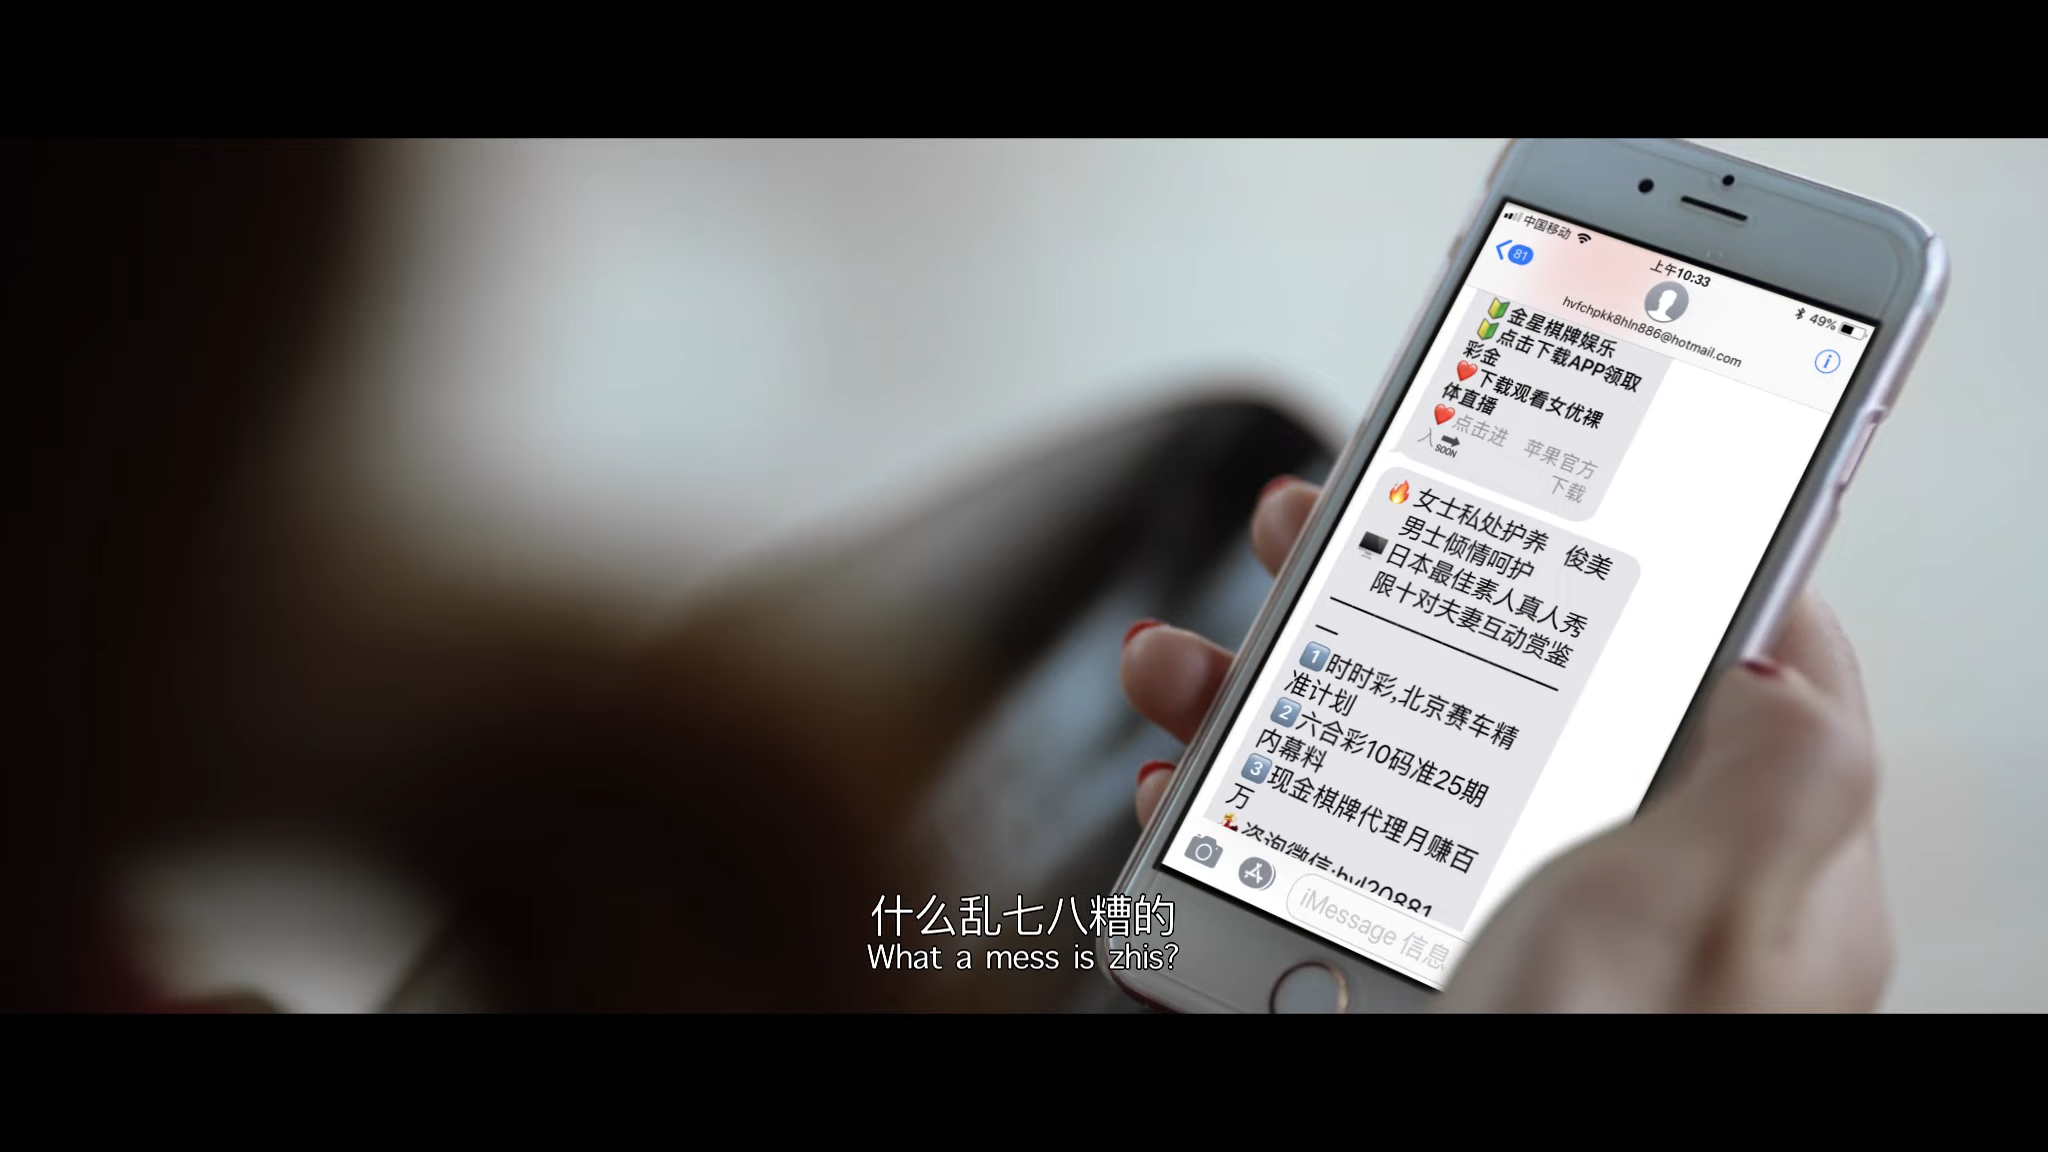 中国移动
上午10:33
49%
81
hvfchpkk8hln886@hotmail.com
金星棋牌娱乐
点击下载APP领取
彩金
下载观看女优裸
体直播
点击进 苹果官方
入 SOON 下载
女士私处护养 俊美
男士倾情呵护
日本最佳素人真人秀
限十对夫妻互动赏鉴
————————
—
1时时彩,北京赛车精
准计划
2六合彩10码准25期
内幕料
3现金棋牌代理月赚百
万
咨询微信:hvl20881
iMessage 信息
什么乱七八糟的
What a mess is zhis?